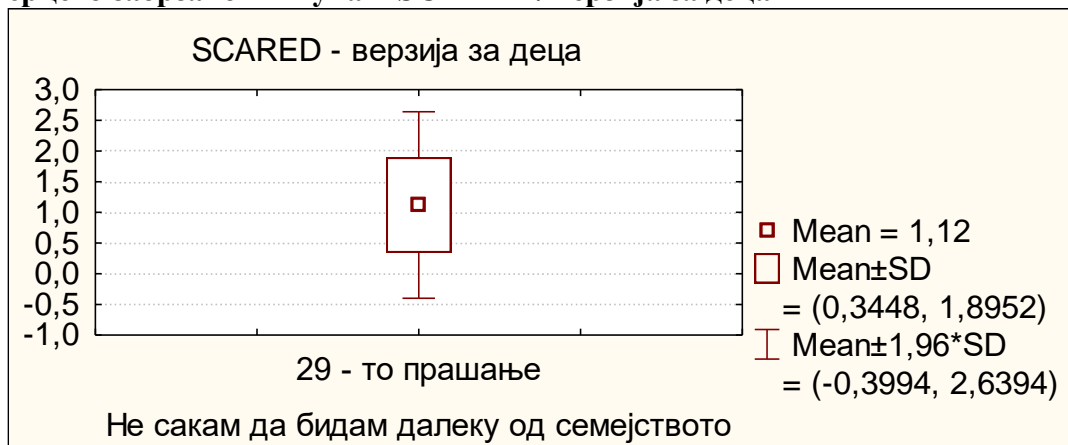 SCARED - верзија за деца
3,0
2,5
2,0
1,5
1,0
0,5
0,0
-0,5
-1,0
29 - то прашање
Не сакам да бидам далеку од семејството
Mean = 1,12
Mean±SD
= (0,3448, 1,8952)
Mean±1,96*SD
= (-0,3994, 2,6394)